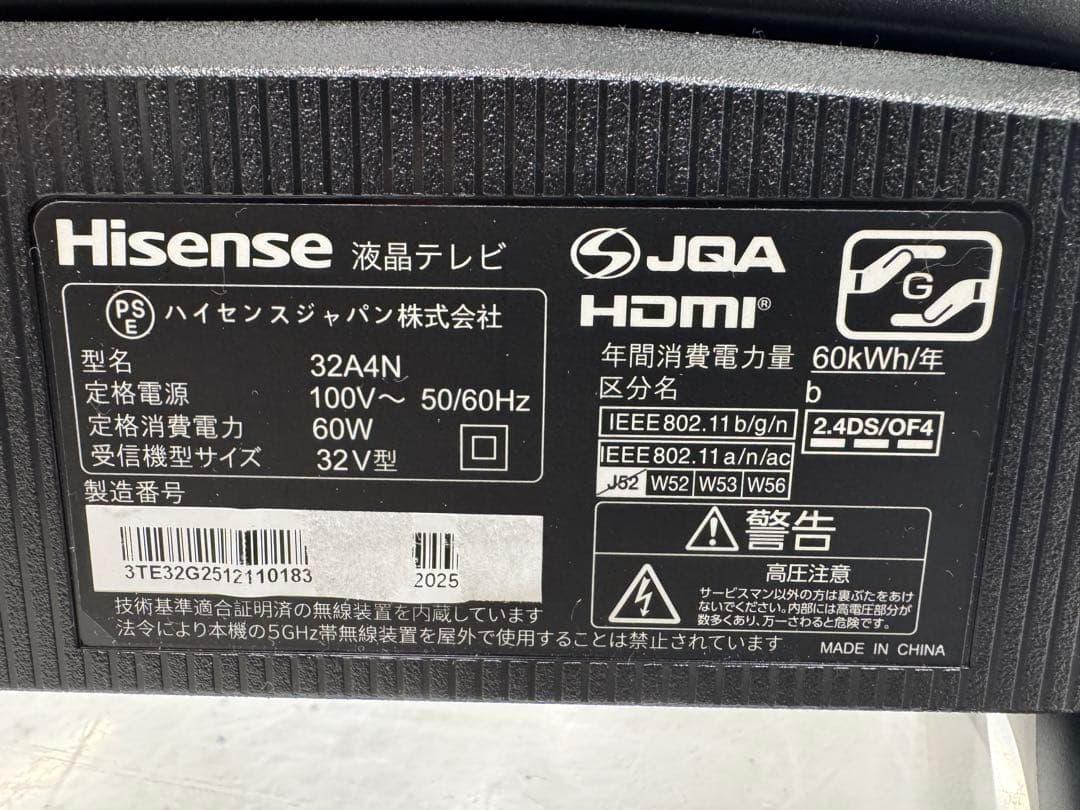 Hisense 液晶テレビ
PSE ハイセンスジャパン株式会社
型名 32A4N
定格電源 100V〜 50/60Hz
定格消費電力 60W
受信機型サイズ 32V型
製造番号
3TE32G2512110183
2025
JQA
HDMI®
G
年間消費電力量 60kWh/年
区分名 b
IEEE802.11b/g/n
2.4DS/OF4
IEEE802.11a/n/ac
J52 W52 W53 W56
警告
高圧注意
サービスマン以外の方は裏ぶたをあけ
ないでください。内部には高電圧部分が
数多くあり、万一さわると危険です。
技術基準適合証明済の無線装置を内蔵しています
法令により本機の5GHz帯無線装置を屋外で使用することは禁止されています
MADE IN CHINA